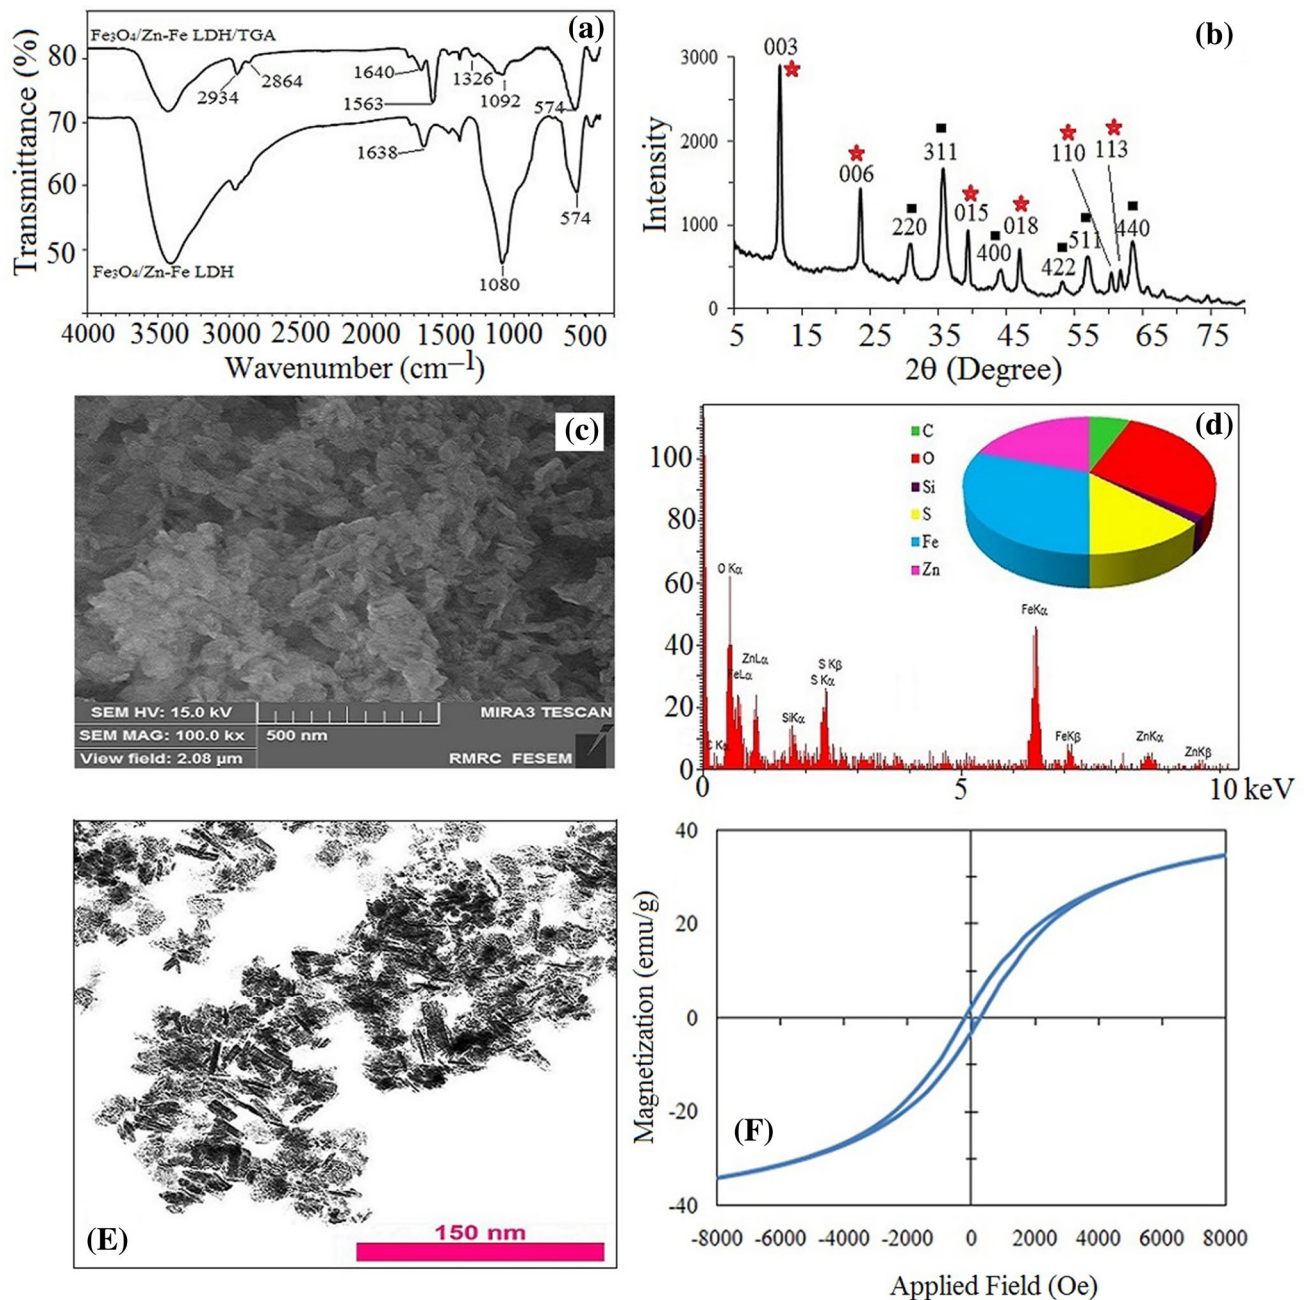 (a)
Fe₃O₄/Zn-Fe LDH/TGA
Transmittance (%)
80
70
60
50
2934
2864
1640
1563
1326
1092
574
1638
574
1080
Fe₃O₄/Zn-Fe LDH
4000 3500 3000 2500 2000 1500 1000 500
Wavenumber (cm–1)
(b)
Intensity
3000
2000
1000
0
003
006
220
311
015
400
018
422
511
110
113
440
5 15 25 35 45 55 65 75
2θ (Degree)
(c)
SEM HV: 15.0 kV
MIRA3 TESCAN
SEM MAG: 100.0 kx
500 nm
View field: 2.08 µm
RMRC FESEM
(d)
C
O
Si
S
Fe
Zn
100
80
60
40
20
0
O Kα
ZnLα
FeLα
C Kα
SiKα
S Kβ
S Kα
FeKα
FeKβ
ZnKα
ZnKβ
0 5 10 keV
(E)
150 nm
(F)
Magnetization (emu/g)
40
20
0
-20
-40
-8000 -6000 -4000 -2000 0 2000 4000 6000 8000
Applied Field (Oe)